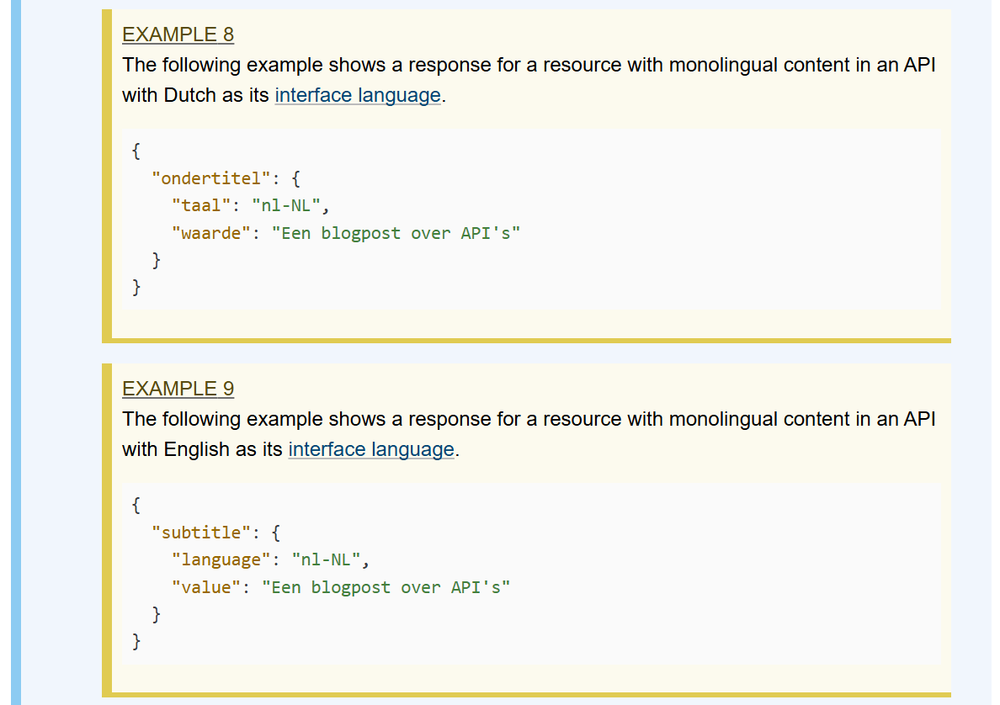 EXAMPLE 8
The following example shows a response for a resource with monolingual content in an API
with Dutch as its interface language.
{
  "ondertitel": {
    "taal": "nl-NL",
    "waarde": "Een blogpost over API's"
  }
}
EXAMPLE 9
The following example shows a response for a resource with monolingual content in an API
with English as its interface language.
{
  "subtitle": {
    "language": "nl-NL",
    "value": "Een blogpost over API's"
  }
}